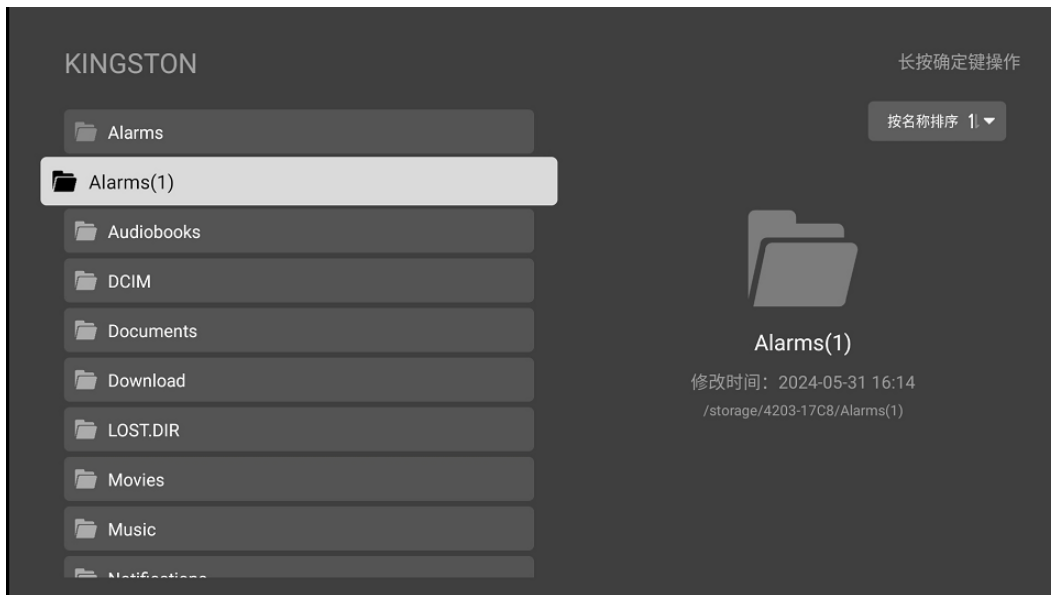 KINGSTON
长按确定键操作
按名称排序
Alarms
Alarms(1)
Audiobooks
DCIM
Documents
Download
LOST.DIR
Movies
Music
Notifications
Alarms(1)
修改时间：2024-05-31 16:14
/storage/4203-17C8/Alarms(1)